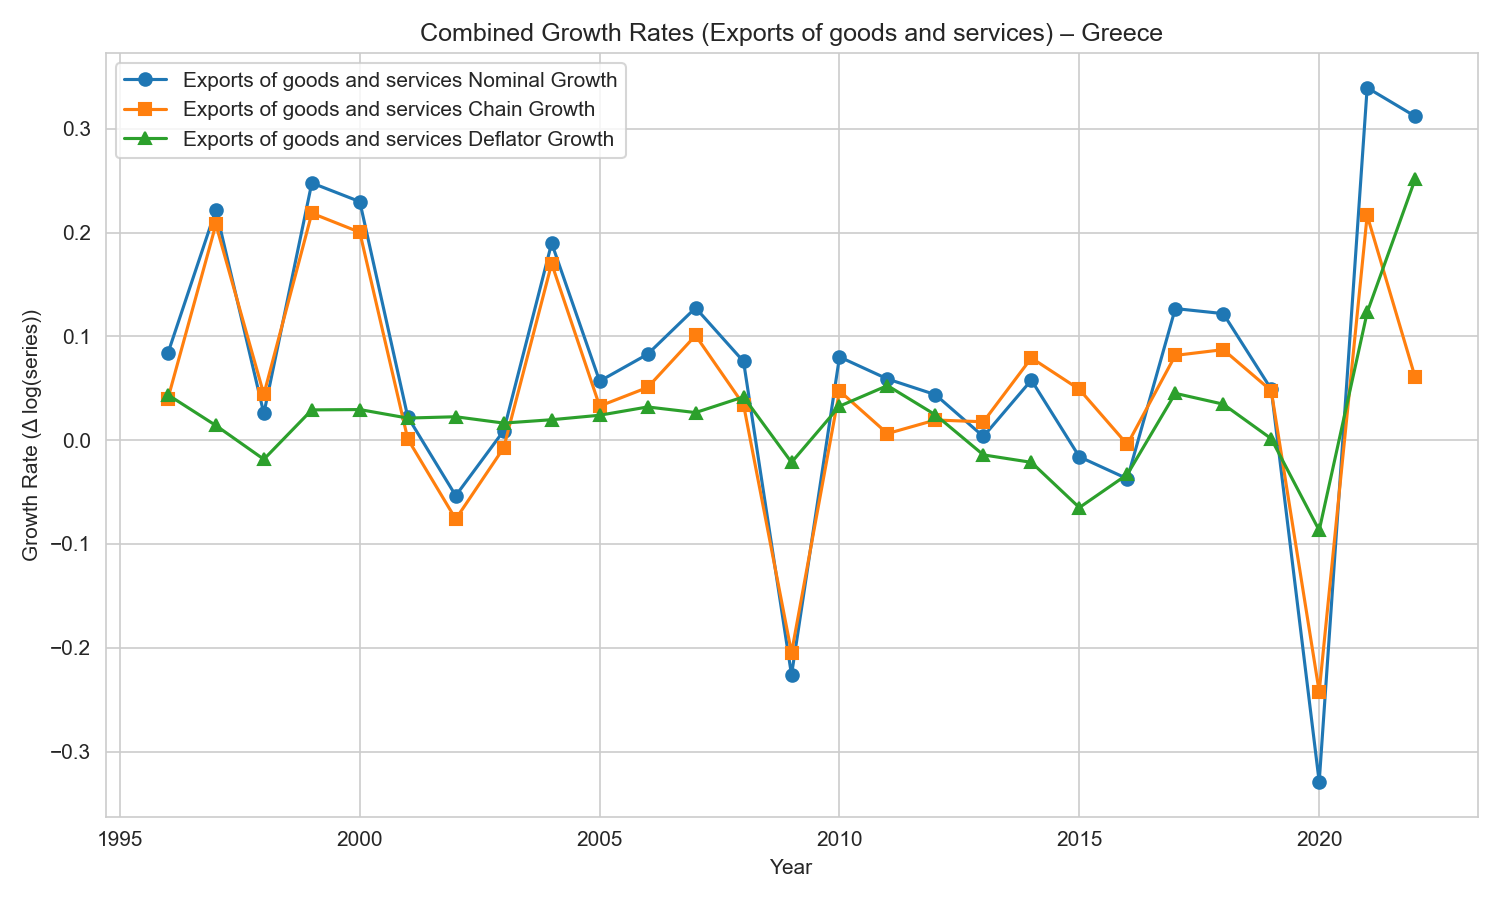 Combined Growth Rates (Exports of goods and services) – Greece
Exports of goods and services Nominal Growth
Exports of goods and services Chain Growth
Exports of goods and services Deflator Growth
Growth Rate (Δ log(series))
0.3
0.2
0.1
0.0
−0.1
−0.2
−0.3
1995 2000 2005 2010 2015 2020
Year